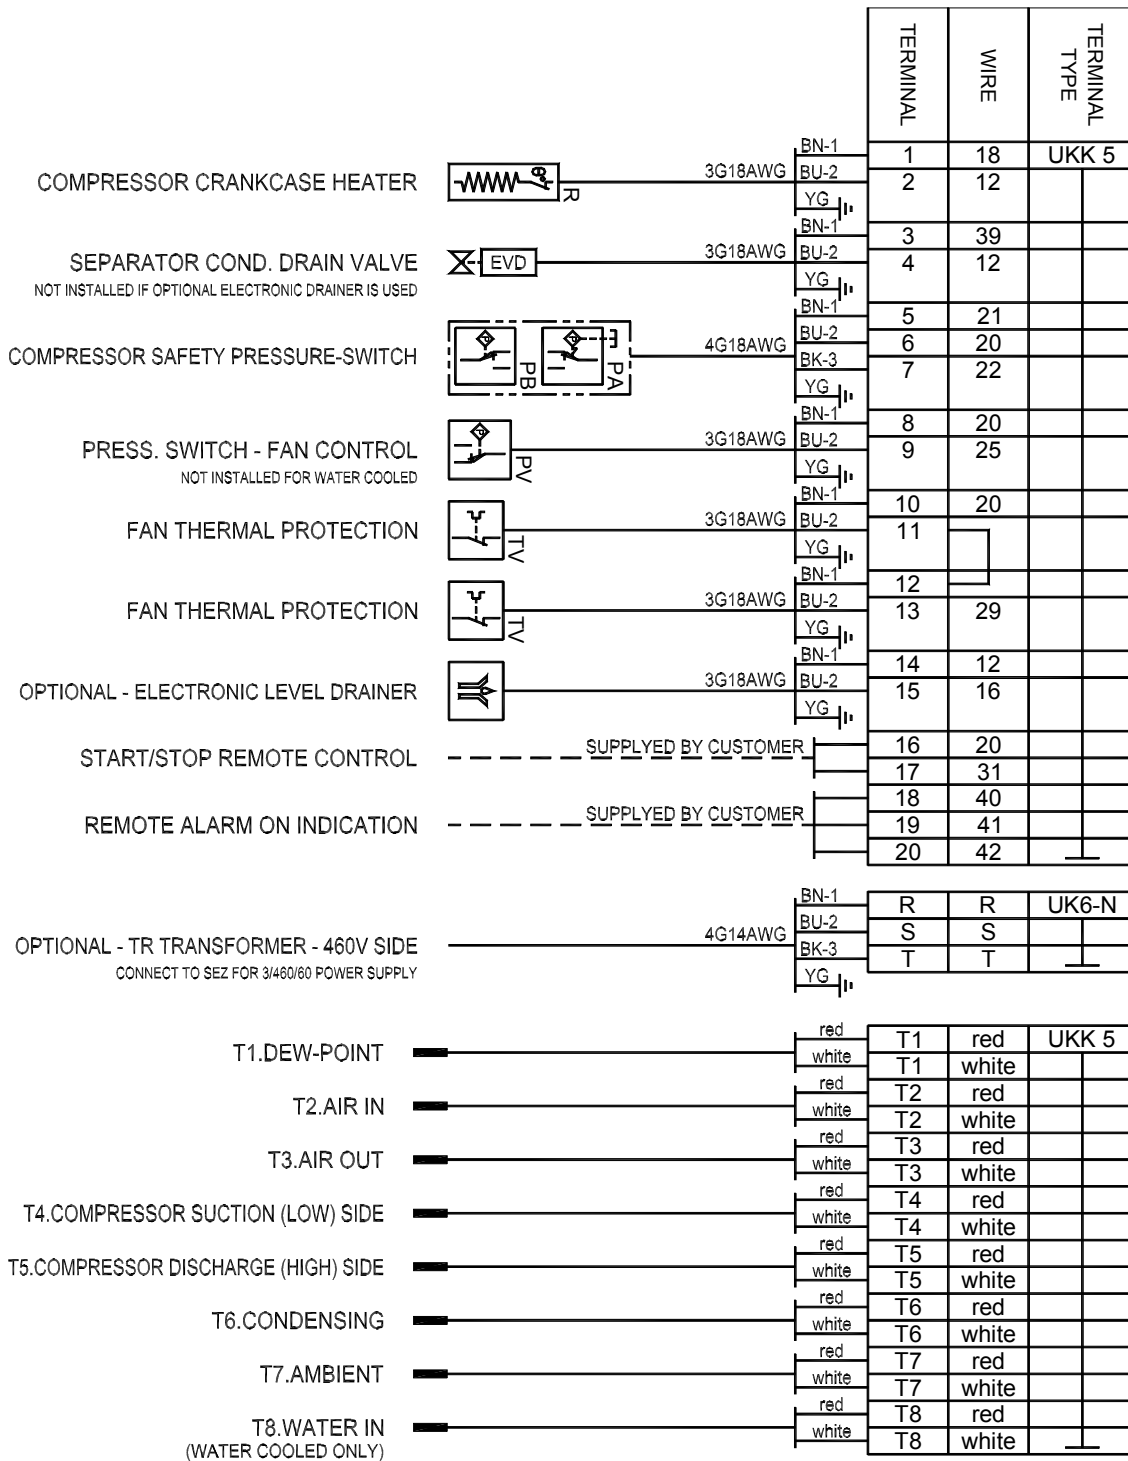 TERMINAL WIRE TERMINAL TYPE
BN-1 1 18 UKK 5
COMPRESSOR CRANKCASE HEATER R 3G18AWG BU-2 2 12
YG
BN-1 3 39
SEPARATOR COND. DRAIN VALVE EVD 3G18AWG BU-2 4 12
NOT INSTALLED IF OPTIONAL ELECTRONIC DRAINER IS USED YG
BN-1 5 21
BU-2 6 20
COMPRESSOR SAFETY PRESSURE-SWITCH P PB P PA 4G18AWG
BK-3 7 22
YG
BN-1 8 20
PRESS. SWITCH - FAN CONTROL P PV 3G18AWG BU-2 9 25
NOT INSTALLED FOR WATER COOLED YG
BN-1 10 20
FAN THERMAL PROTECTION TV 3G18AWG BU-2 11
YG
BN-1 12
FAN THERMAL PROTECTION TV 3G18AWG BU-2 13 29
YG
BN-1 14 12
OPTIONAL - ELECTRONIC LEVEL DRAINER 3G18AWG BU-2 15 16
YG
16 20
START/STOP REMOTE CONTROL SUPPLYED BY CUSTOMER
17 31
18 40
REMOTE ALARM ON INDICATION SUPPLYED BY CUSTOMER 19 41
20 42
BN-1 R R UK6-N
BU-2 S S
OPTIONAL - TR TRANSFORMER - 460V SIDE 4G14AWG
BK-3 T T
CONNECT TO SEZ FOR 3/460/60 POWER SUPPLY YG
red T1 red UKK 5
T1.DEW-POINT
white T1 white
red T2 red
T2.AIR IN
white T2 white
red T3 red
T3.AIR OUT
white T3 white
red T4 red
T4.COMPRESSOR SUCTION (LOW) SIDE
white T4 white
red T5 red
T5.COMPRESSOR DISCHARGE (HIGH) SIDE
white T5 white
red T6 red
T6.CONDENSING
white T6 white
red T7 red
T7.AMBIENT
white T7 white
red T8 red
T8.WATER IN
white T8 white
(WATER COOLED ONLY)